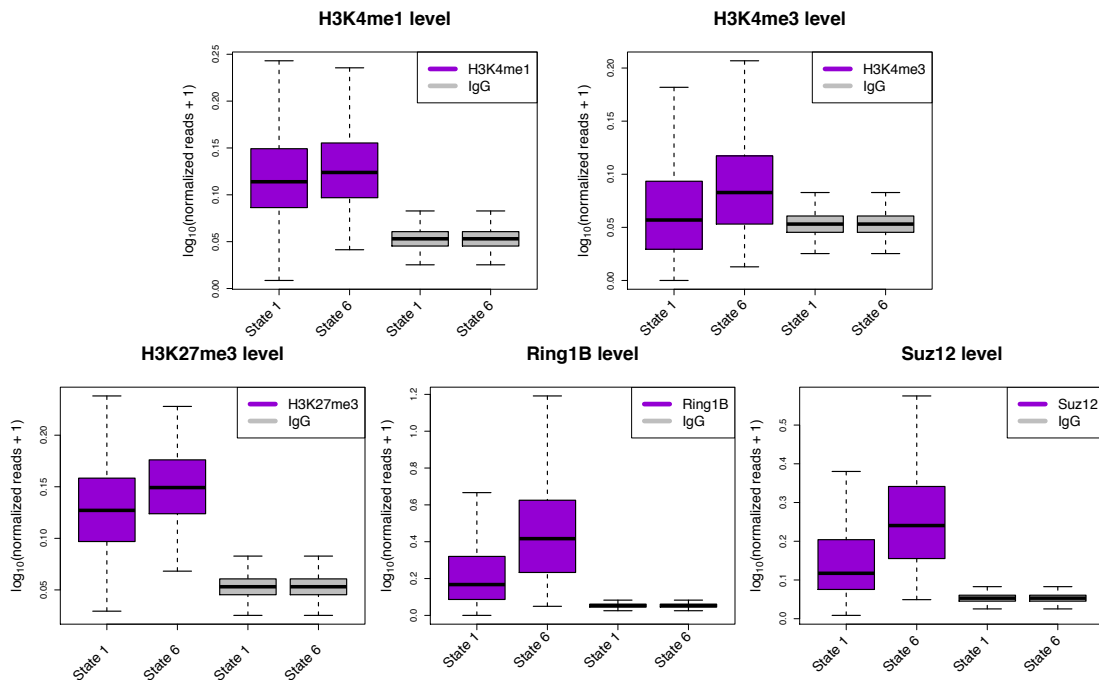 H3K4me1 level
log10(normalized reads + 1)
0.00
0.05
0.10
0.15
0.20
0.25
H3K4me1
IgG
State 1
State 6
State 1
State 6
H3K4me3 level
log10(normalized reads + 1)
0.00
0.05
0.10
0.15
0.20
H3K4me3
IgG
State 1
State 6
State 1
State 6
H3K27me3 level
log10(normalized reads + 1)
0.05
0.10
0.15
0.20
H3K27me3
IgG
State 1
State 6
State 1
State 6
Ring1B level
log10(normalized reads + 1)
0.0
0.2
0.4
0.6
0.8
1.0
1.2
Ring1B
IgG
State 1
State 6
State 1
State 6
Suz12 level
log10(normalized reads + 1)
0.0
0.1
0.2
0.3
0.4
0.5
Suz12
IgG
State 1
State 6
State 1
State 6